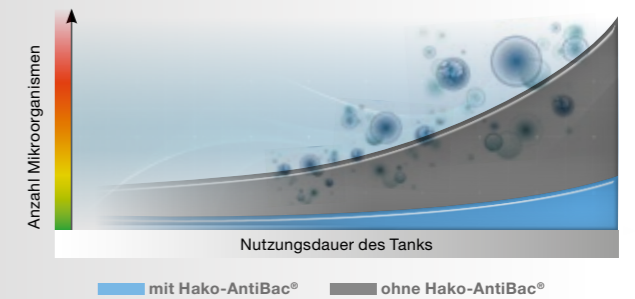 Anzahl Mikroorganismen
Nutzungsdauer des Tanks
mit Hako-AntiBac® ohne Hako-AntiBac®